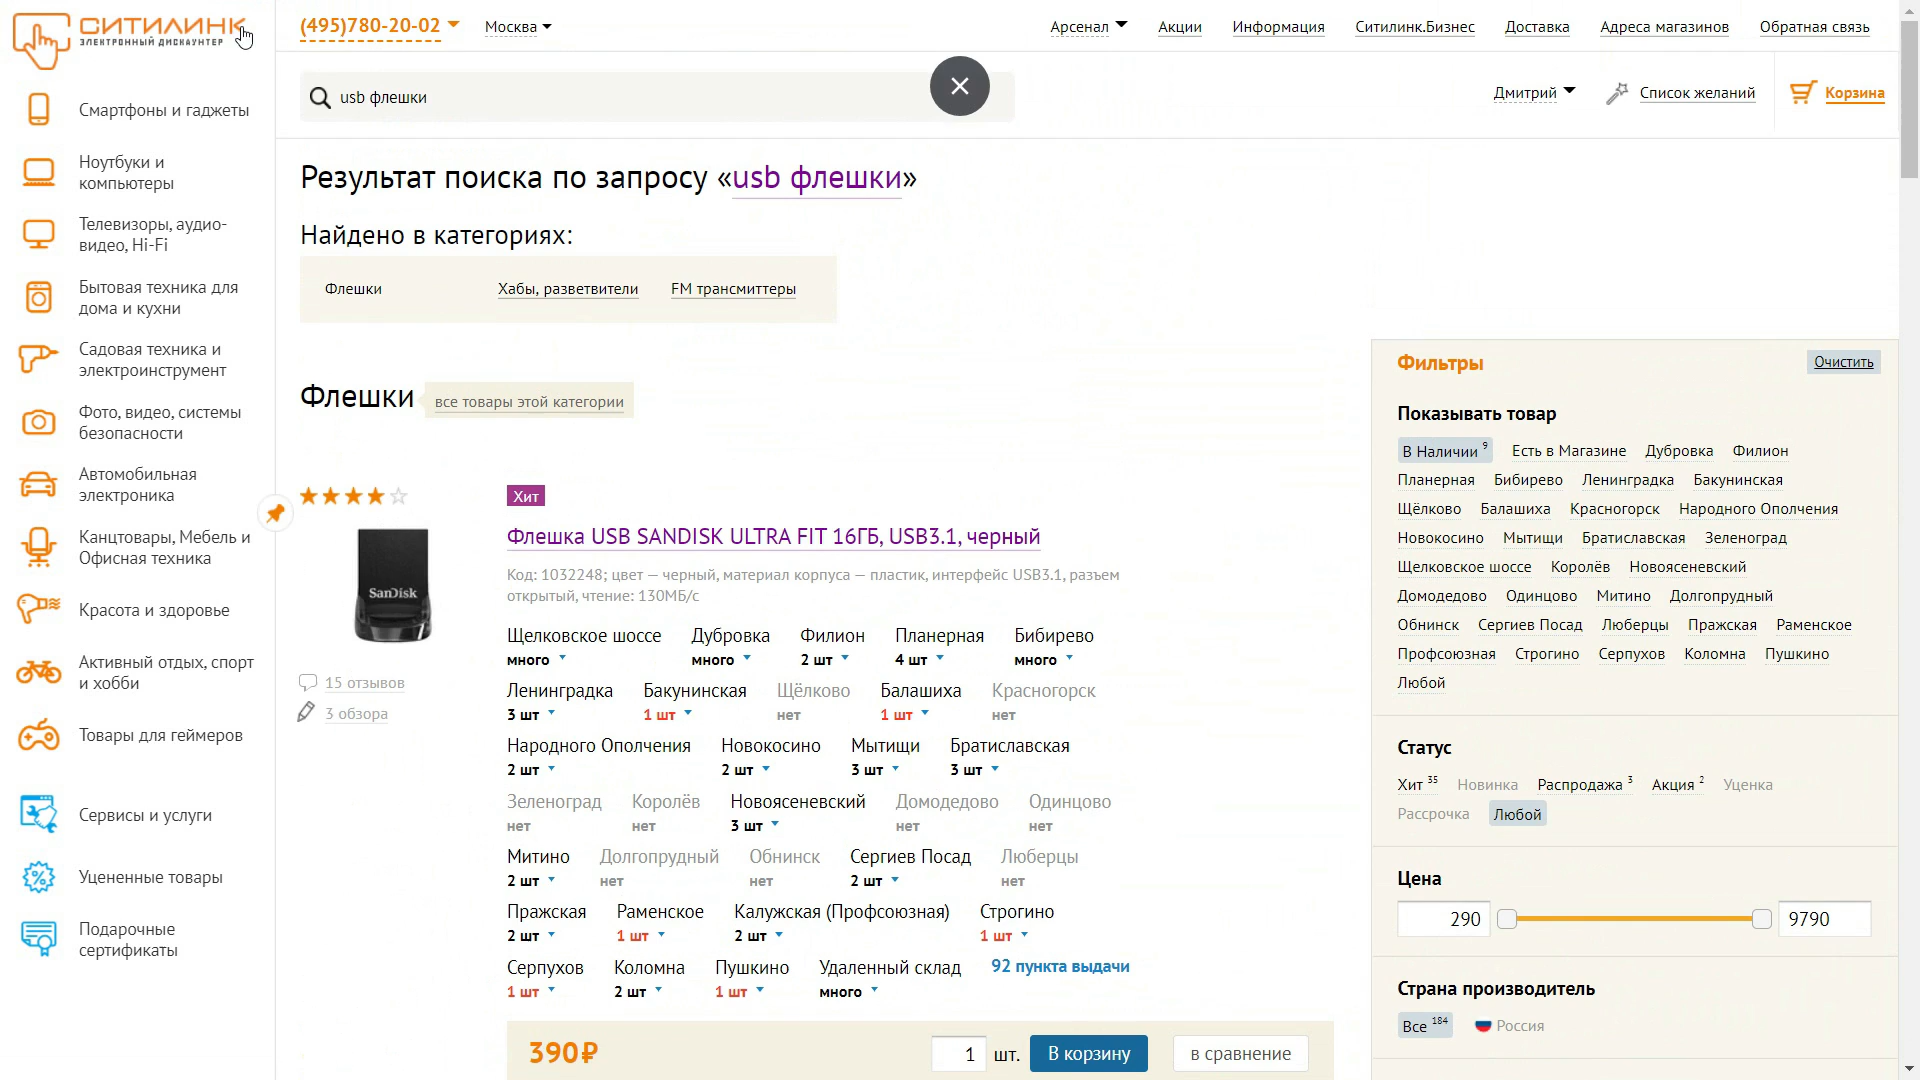 СИТИЛИНК
ЭЛЕКТРОННЫЙ ДИСКАУНТЕР
(495)780-20-02
Москва
Арсенал
Акции
Информация
Ситилинк.Бизнес
Доставка
Адреса магазинов
Обратная связь
usb флешки
Дмитрий
Список желаний
Корзина
Смартфоны и гаджеты
Ноутбуки и
компьютеры
Телевизоры, аудио-
видео, Hi-Fi
Бытовая техника для
дома и кухни
Садовая техника и
электроинструмент
Фото, видео, системы
безопасности
Автомобильная
электроника
Канцтовары, Мебель и
Офисная техника
Красота и здоровье
Активный отдых, спорт
и хобби
Товары для геймеров
Сервисы и услуги
Уцененные товары
Подарочные
сертификаты
Результат поиска по запросу «usb флешки»
Найдено в категориях:
Флешки Хабы, разветвители FM трансмиттеры
Флешки все товары этой категории
SanDisk
15 отзывов
3 обзора
Хит
Флешка USB SANDISK ULTRA FIT 16ГБ, USB3.1, черный
Код: 1032248; цвет — черный, материал корпуса — пластик, интерфейс USB3.1, разъем
открытый, чтение: 130МБ/с
Щелковское шоссе Дубровка Филион Планерная Бибирево
много много 2 шт 4 шт много
Ленинградка Бакунинская Щёлково Балашиха Красногорск
3 шт 1 шт нет 1 шт нет
Народного Ополчения Новокосино Мытищи Братиславская
2 шт 2 шт 3 шт 3 шт
Зеленоград Королёв Новоясеневский Домодедово Одинцово
нет нет 3 шт нет нет
Митино Долгопрудный Обнинск Сергиев Посад Люберцы
2 шт нет нет 2 шт нет
Пражская Раменское Калужская (Профсоюзная) Строгино
2 шт 1 шт 2 шт 1 шт
Серпухов Коломна Пушкино Удаленный склад 92 пункта выдачи
1 шт 2 шт 1 шт много
390₽ 1 шт. В корзину в сравнение
Фильтры Очистить
Показывать товар
В Наличии 9 Есть в Магазине Дубровка Филион
Планерная Бибирево Ленинградка Бакунинская
Щёлково Балашиха Красногорск Народного Ополчения
Новокосино Мытищи Братиславская Зеленоград
Щелковское шоссе Королёв Новоясеневский
Домодедово Одинцово Митино Долгопрудный
Обнинск Сергиев Посад Люберцы Пражская Раменское
Профсоюзная Строгино Серпухов Коломна Пушкино
Любой
Статус
Хит 35 Новинка Распродажа 3 Акция 2 Уценка
Рассрочка Любой
Цена
290 9790
Страна производитель
Все 184 Россия